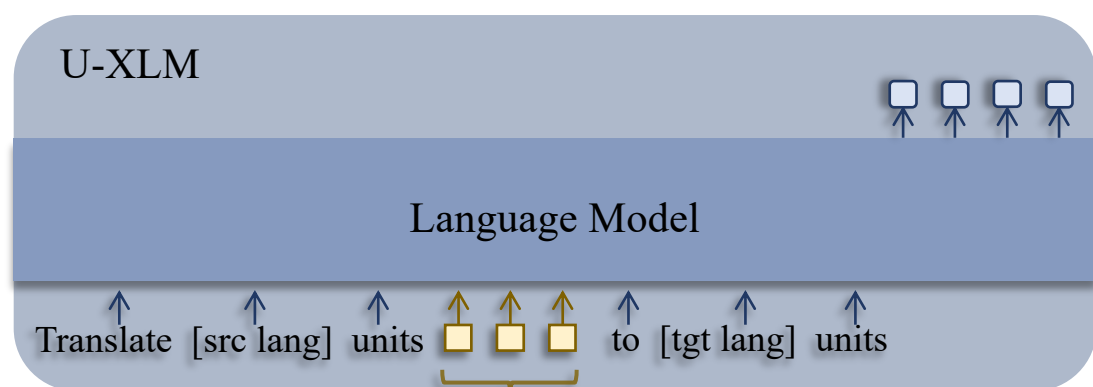 U-XLM
Language Model
Translate [src lang] units to [tgt lang] units